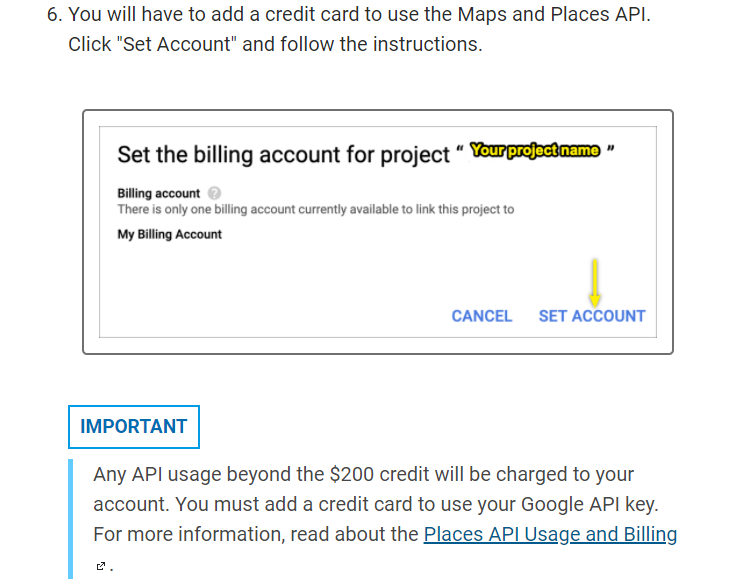 6. You will have to add a credit card to use the Maps and Places API.
Click "Set Account" and follow the instructions.
Set the billing account for project “ Your project name ”
Billing account ?
There is only one billing account currently available to link this project to
My Billing Account
CANCEL SET ACCOUNT
IMPORTANT
Any API usage beyond the $200 credit will be charged to your
account. You must add a credit card to use your Google API key.
For more information, read about the Places API Usage and Billing
.